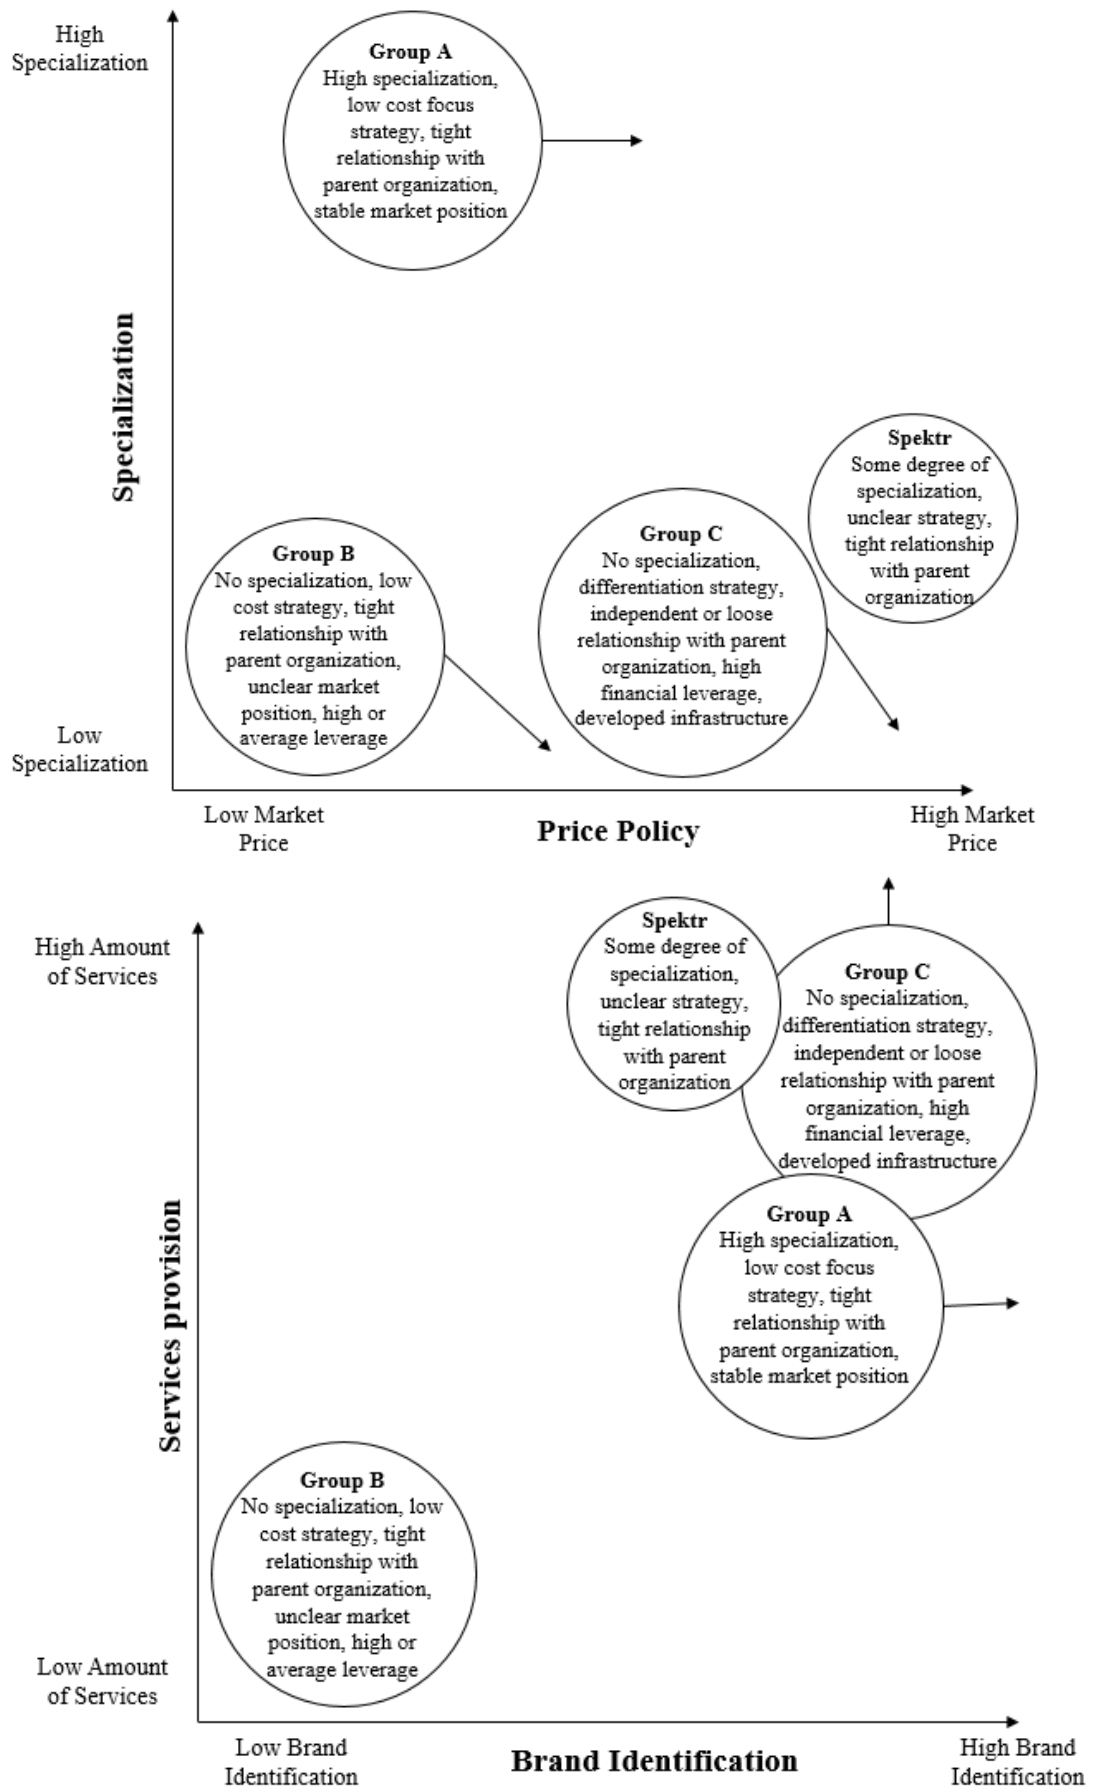 High
Specialization
Group A
High specialization,
low cost focus
strategy, tight
relationship with
parent organization,
stable market position
Specialization
Spektr
Some degree of
specialization,
unclear strategy,
tight relationship
with parent
organization
Group B
No specialization, low
cost strategy, tight
relationship with
parent organization,
unclear market
position, high or
average leverage
Group C
No specialization,
differentiation strategy,
independent or loose
relationship with parent
organization, high
financial leverage,
developed infrastructure
Low
Specialization
Low Market
Price
Price Policy
High Market
Price
High Amount
of Services
Spektr
Some degree of
specialization,
unclear strategy,
tight relationship
with parent
organization
Group C
No specialization,
differentiation strategy,
independent or loose
relationship with parent
organization, high
financial leverage,
developed infrastructure
Group A
High specialization,
low cost focus
strategy, tight
relationship with
parent organization,
stable market position
Services provision
Group B
No specialization, low
cost strategy, tight
relationship with
parent organization,
unclear market
position, high or
average leverage
Low Amount
of Services
Low Brand
Identification
Brand Identification
High Brand
Identification